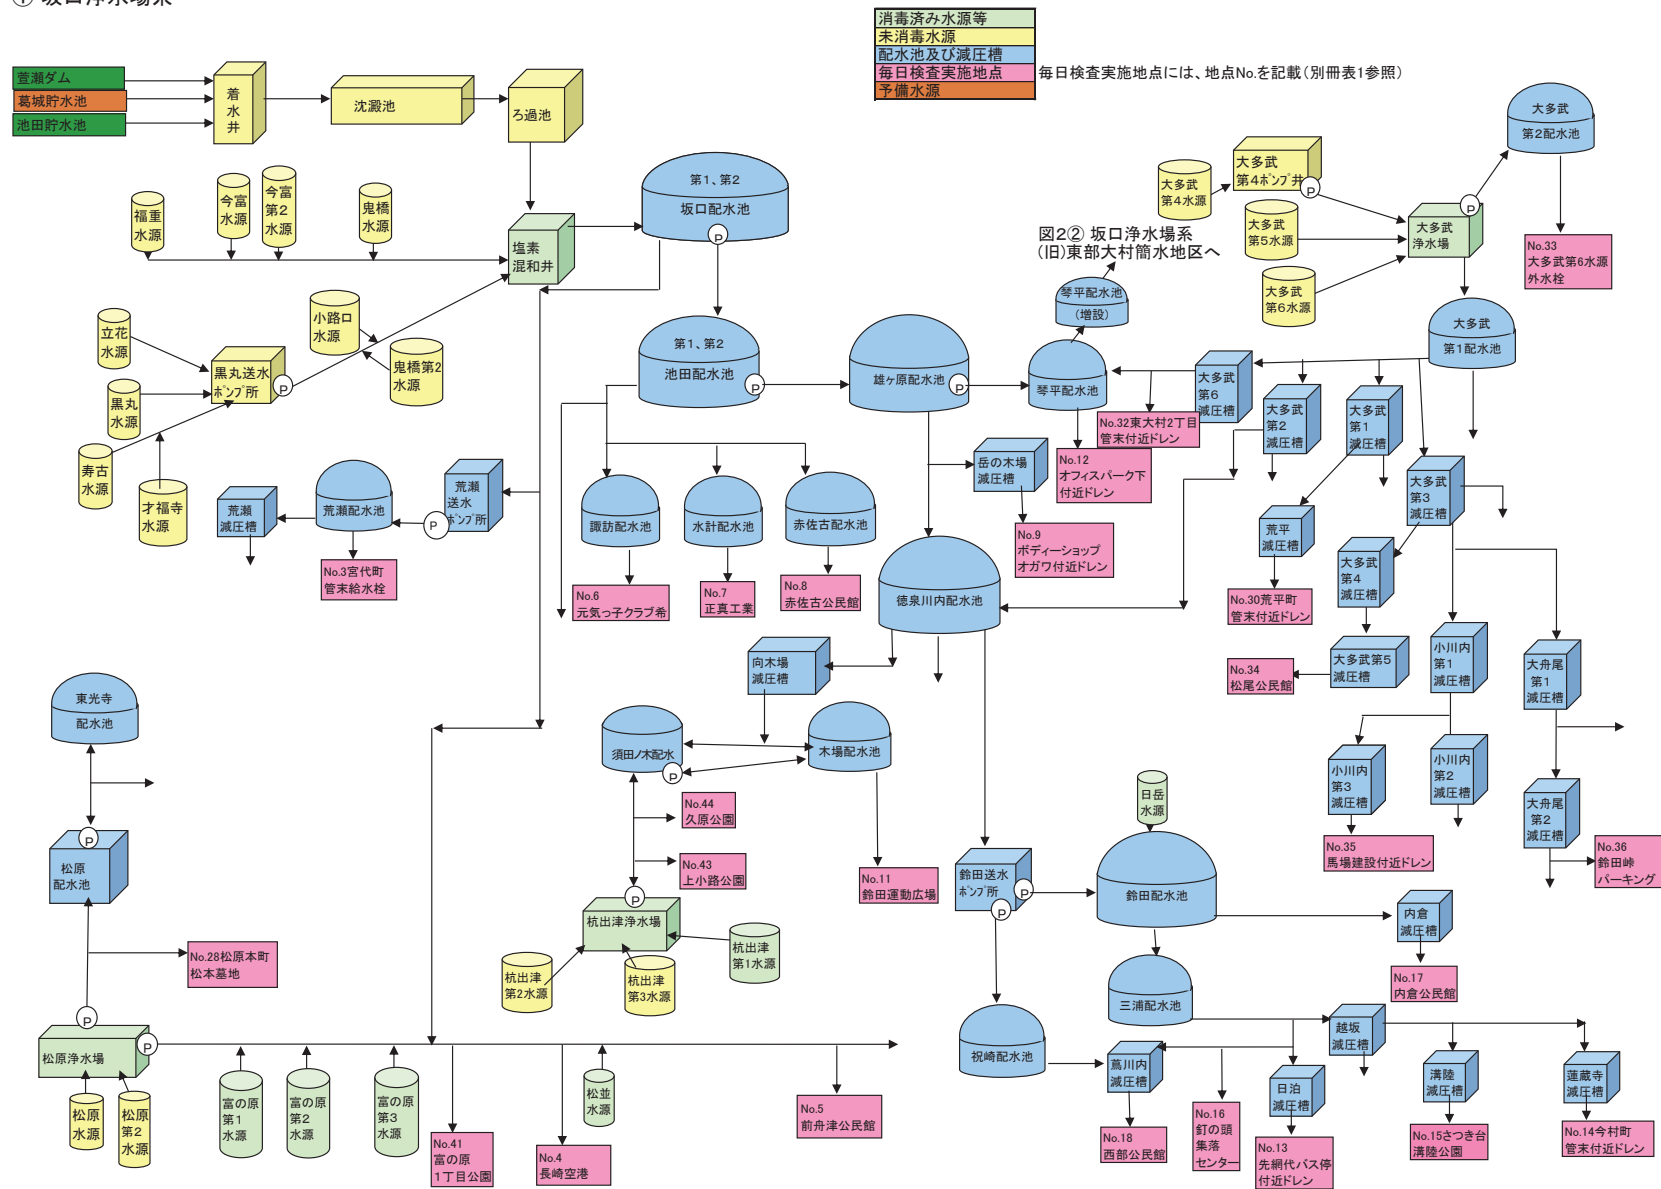 ① 坂口浄水場系
消毒済み水源等
未消毒水源
配水池及び減圧槽
毎日検査実施地点
予備水源
毎日検査実施地点には、地点No.を記載(別冊表1参照)
萱瀬ダム
葛城貯水池
池田貯水池
着
水
井
沈澱池
ろ過池
福重
水源
今富
水源
今富
第2
水源
鬼橋
水源
塩素
混和井
第1、第2
坂口配水池
P
立花
水源
黒丸
水源
寿古
水源
才福寺
水源
黒丸送水
ポンプ所
P
小路口
水源
鬼橋第2
水源
第1、第2
池田配水池
P
雄ヶ原配水池
P
琴平配水池
琴平配水池
(増設)
図2② 坂口浄水場系
(旧)東部大村簡水地区へ
大多武
第4水源
大多武
第4ポンプ井
P
大多武
第5水源
大多武
第6水源
大多武
浄水場
P
大多武
第2配水池
No.33
大多武第6水源
外水栓
大多武
第1配水池
大多武
第
6
減圧槽
大多武
第
2
減圧槽
大多武
第
1
減圧槽
大多武
第
3
減圧槽
No.32東大村2丁目
管末付近ドレン
No.12
オフィスパーク下
付近ドレン
岳の木場
減圧槽
No.9
ボディーショップ
オガワ付近ドレン
荒瀬
減圧槽
荒瀬配水池
P
荒瀬
送水
ポンプ所
No.3宮代町
管末給水栓
諏訪配水池
水計配水池
赤佐古配水池
No.6
元気っ子クラブ希
No.7
正真工業
No.8
赤佐古公民館
徳泉川内配水池
荒平
減圧槽
No.30荒平町
管末付近ドレン
大多武
第
4
減圧槽
大多武第5
減圧槽
No.34
松尾公民館
小川内
第1
減圧槽
大舟尾
第1
減圧槽
小川内
第3
減圧槽
小川内
第2
減圧槽
大舟尾
第2
減圧槽
No.35
馬場建設付近ドレン
No.36
鈴田峠
パーキング
向木場
減圧槽
須田ノ木配水
P
木場配水池
No.44
久原公園
No.43
上小路公園
No.11
鈴田運動広場
P
杭出津浄水場
杭出津
第2水源
杭出津
第3水源
杭出津
第1水源
東光寺
配水池
P
松原
配水池
No.28松原本町
松本墓地
P
松原浄水場
P
松原
水源
松原
第2
水源
富の原
第1
水源
富の原
第2
水源
富の原
第3
水源
No.41
富の原
1丁目公園
No.4
長崎空港
松並
水源
No.5
前舟津公民館
日岳
水源
鈴田送水
ポンプ所
P
P
鈴田配水池
内倉
減圧槽
No.17
内倉公民館
三浦配水池
祝崎配水池
蔦川内
減圧槽
No.18
西部公民館
No.16
釘の頭
集落
センター
日泊
減圧槽
No.13
先網代バス停
付近ドレン
越坂
減圧槽
溝陸
減圧槽
No.15さつき台
溝陸公園
蓮蔵寺
減圧槽
No.14今村町
管末付近ドレン